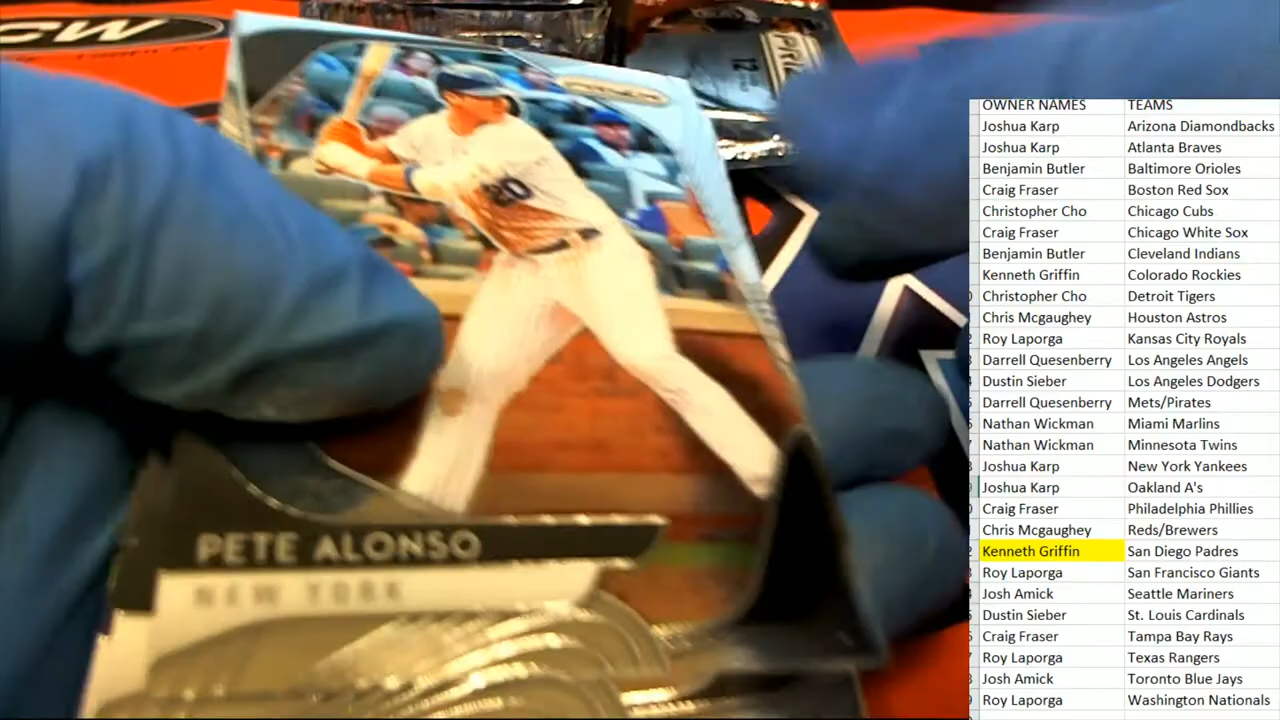 CW
PRIZ
12
20
PETE ALONSO
NEW YORK
OWNER NAMES TEAMS
Joshua Karp Arizona Diamondbacks
Joshua Karp Atlanta Braves
Benjamin Butler Baltimore Orioles
Craig Fraser Boston Red Sox
Christopher Cho Chicago Cubs
Craig Fraser Chicago White Sox
Benjamin Butler Cleveland Indians
Kenneth Griffin Colorado Rockies
Christopher Cho Detroit Tigers
Chris Mcgaughey Houston Astros
Roy Laporga Kansas City Royals
Darrell Quesenberry Los Angeles Angels
Dustin Sieber Los Angeles Dodgers
Darrell Quesenberry Mets/Pirates
Nathan Wickman Miami Marlins
Nathan Wickman Minnesota Twins
Joshua Karp New York Yankees
Joshua Karp Oakland A's
Craig Fraser Philadelphia Phillies
Chris Mcgaughey Reds/Brewers
Kenneth Griffin San Diego Padres
Roy Laporga San Francisco Giants
Josh Amick Seattle Mariners
Dustin Sieber St. Louis Cardinals
Craig Fraser Tampa Bay Rays
Roy Laporga Texas Rangers
Josh Amick Toronto Blue Jays
Roy Laporga Washington Nationals